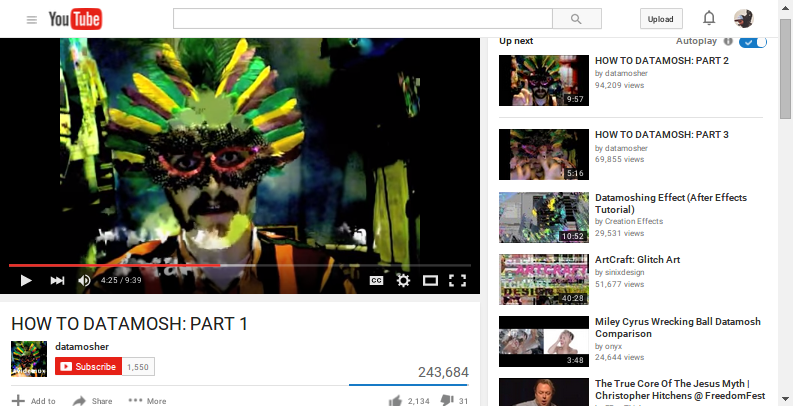 YouTube
Upload
Up next
Autoplay
HOW TO DATAMOSH: PART 2
by datamosher
94,209 views
9:57
HOW TO DATAMOSH: PART 3
by datamosher
69,855 views
5:16
Datamoshing Effect (After Effects
Tutorial)
by Creation Effects
29,531 views
10:52
ArtCraft: Glitch Art
by sinixdesign
51,677 views
ARTCRAFT
DESIGN
40:28
Miley Cyrus Wrecking Ball Datamosh
Comparison
by onyx
24,644 views
3:48
The True Core Of The Jesus Myth |
Christopher Hitchens @ FreedomFest
4:25 / 9:39
CC
HOW TO DATAMOSH: PART 1
datamosher
Subscribe
1,550
243,684
Add to
Share
More
2,134
31